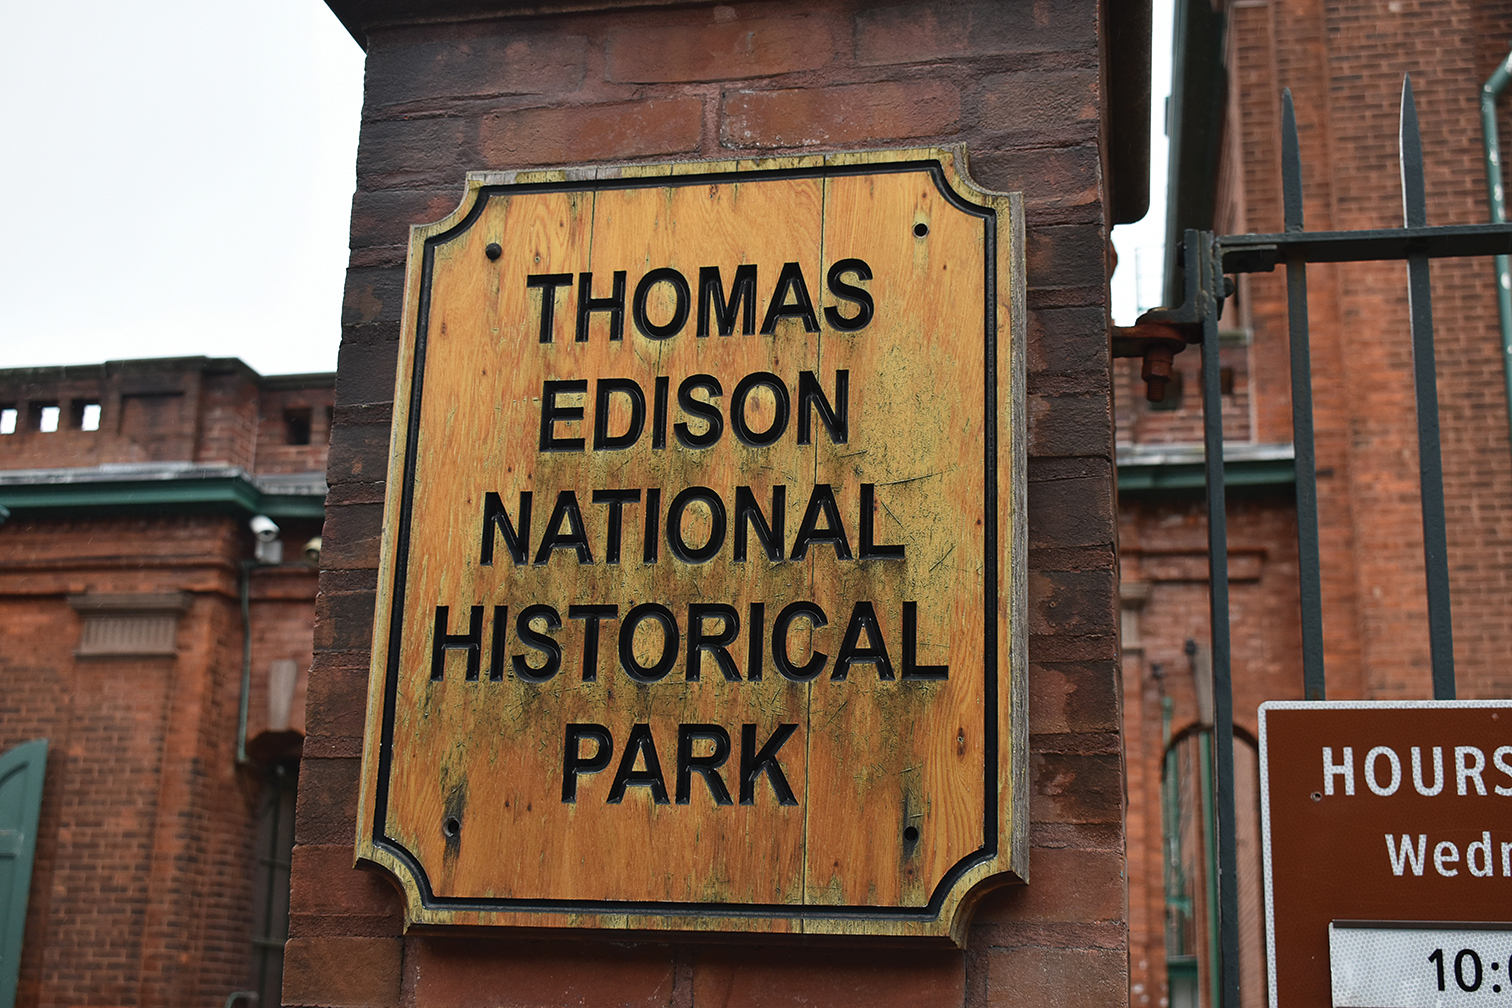 THOMAS
EDISON
NATIONAL
HISTORICAL
PARK
HOURS